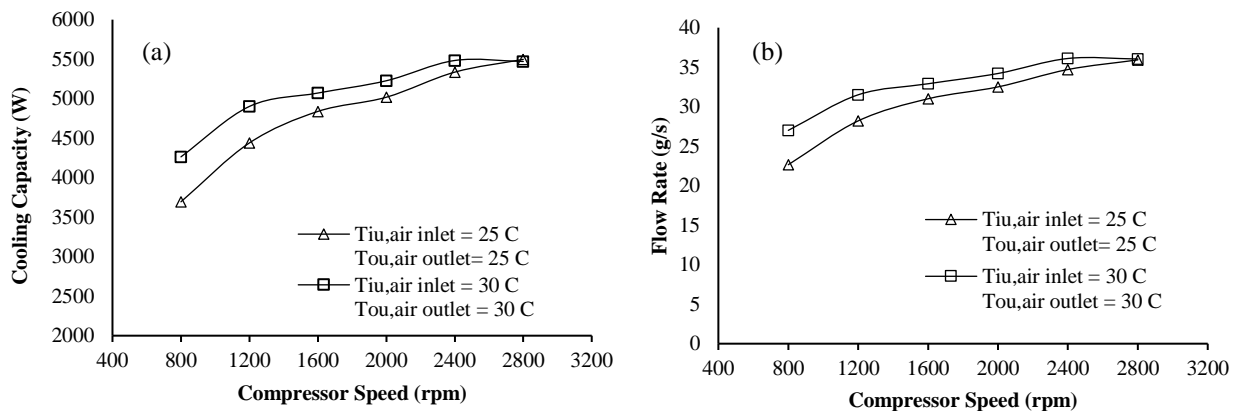 (a)
6000
5500
5000
4500
4000
3500
3000
2500
2000
Cooling Capacity (W)
400 800 1200 1600 2000 2400 2800 3200
Compressor Speed (rpm)
Tiu,air inlet = 25 C
Tou,air outlet= 25 C
Tiu,air inlet = 30 C
Tou,air outlet = 30 C
(b)
40
35
30
25
20
15
10
5
0
Flow Rate (g/s)
400 800 1200 1600 2000 2400 2800 3200
Compressor Speed (rpm)
Tiu,air inlet = 25 C
Tou,air outlet= 25 C
Tiu,air inlet = 30 C
Tou,air outlet = 30 C